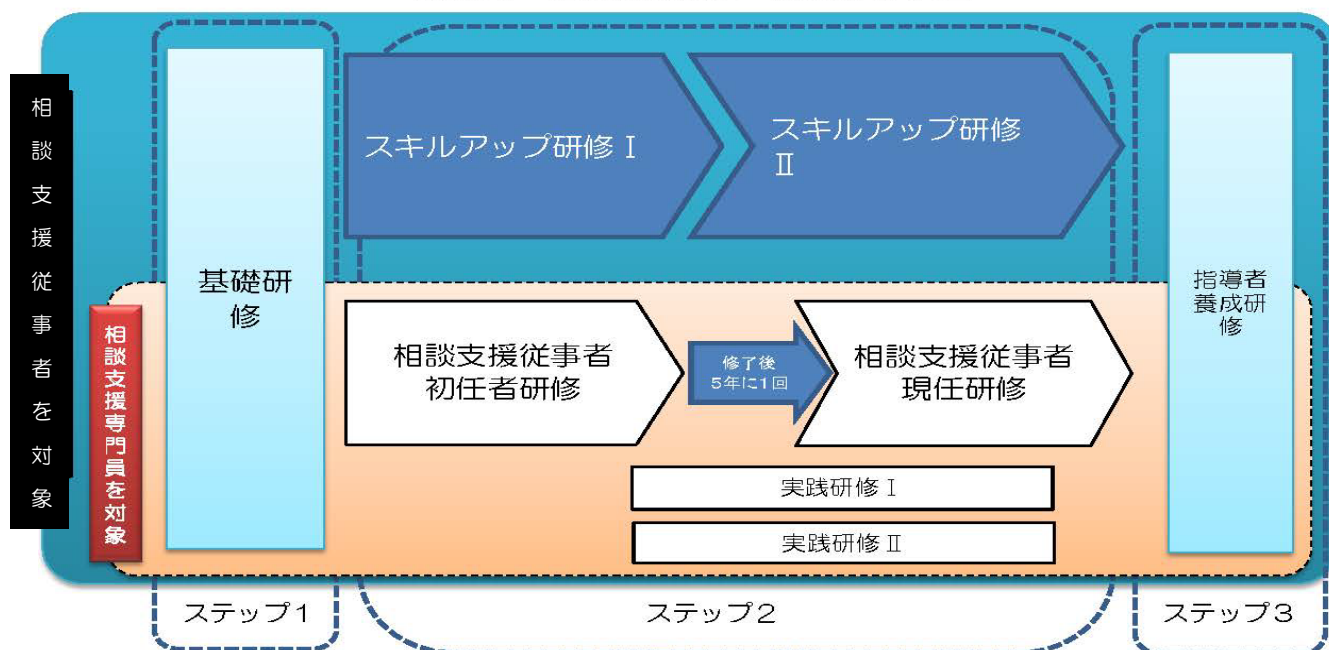 相談支援従事者を対象
相談支援専門員を対象
基礎研
修
スキルアップ研修Ⅰ
スキルアップ研修
Ⅱ
相談支援従事者
初任者研修
修了後
5年に1回
相談支援従事者
現任研修
実践研修Ⅰ
実践研修Ⅱ
指導者
養成研
修
ステップ1
ステップ2
ステップ3